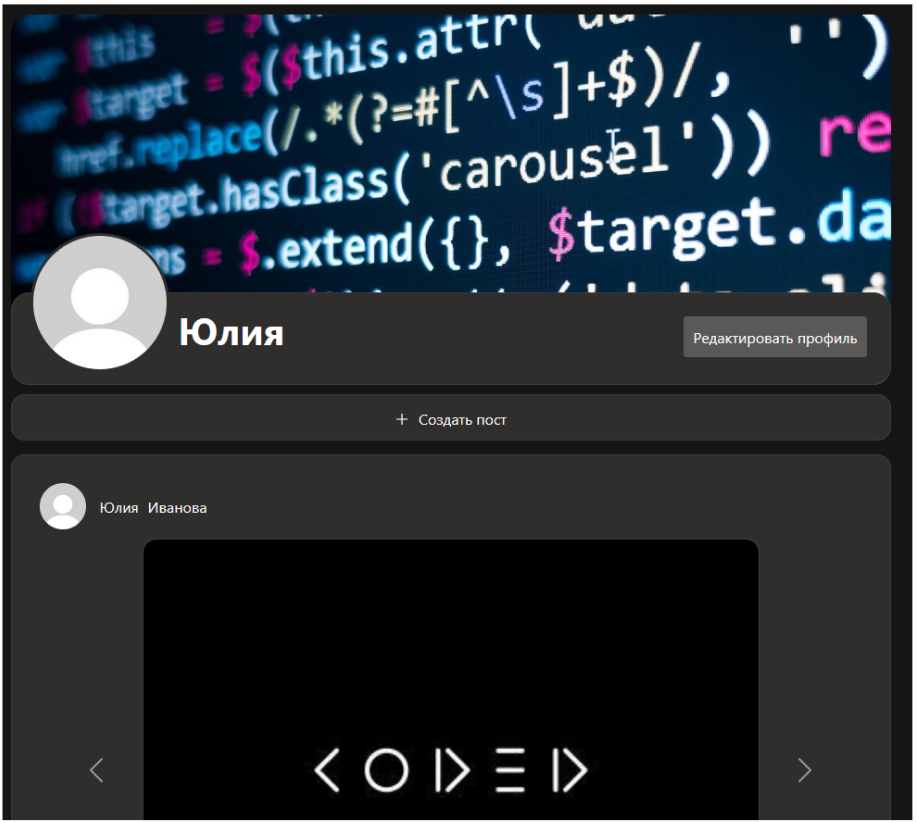 $this = $(
$($this.attr(
$target =
href.replace(/.*(?=#[^\s]+$)/, '')
($target.hasClass('carousel')) re
= $.extend({}, $target.da
Юлия
Редактировать профиль
+ Создать пост
Юлия Иванова
CODED